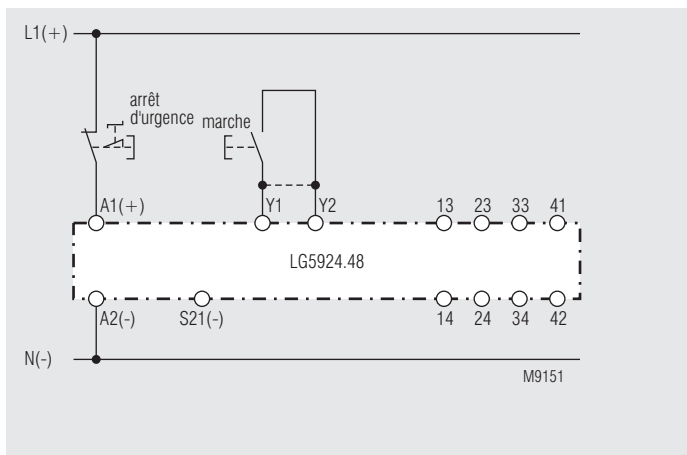 L1(+)
arrêt
d'urgence
marche
A1(+)
Y1
Y2
13
23
33
41
LG5924.48
A2(-)
S21(-)
14
24
34
42
N(-)
M9151